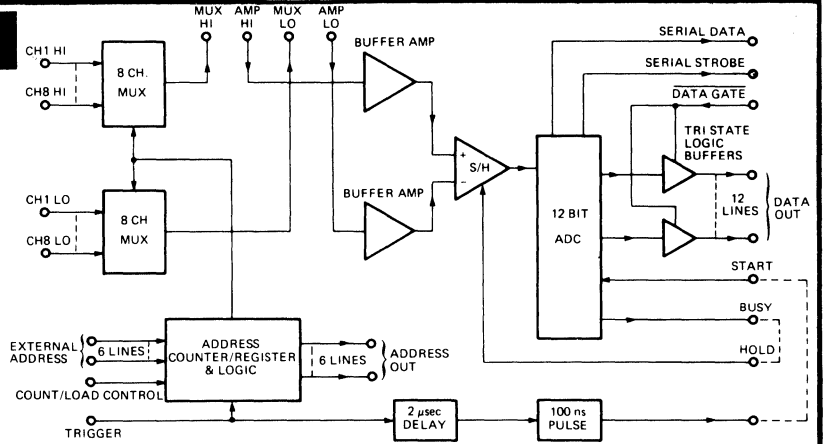 MUX HI
AMP HI
MUX LO
AMP LO
CH1 HI
CH8 HI
8 CH.
MUX
BUFFER AMP
SERIAL DATA
SERIAL STROBE
DATA GATE
TRI STATE
LOGIC
BUFFERS
+
S/H
−
CH1 LO
CH8 LO
8 CH
MUX
BUFFER AMP
12 BIT
ADC
12
LINES
DATA
OUT
START
BUSY
HOLD
EXTERNAL
ADDRESS
6 LINES
ADDRESS
COUNTER/REGISTER
& LOGIC
6 LINES
ADDRESS
OUT
COUNT/LOAD CONTROL
TRIGGER
2 μsec
DELAY
100 ns
PULSE